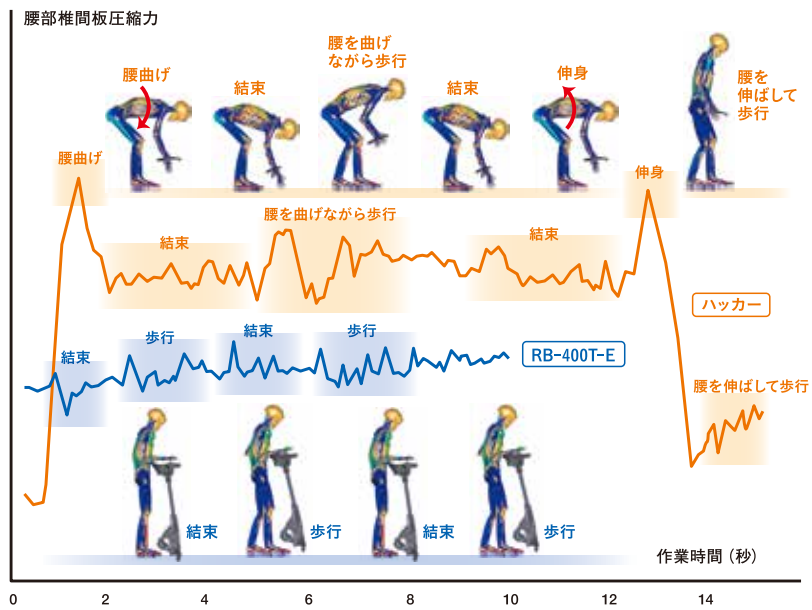 腰部椎間板圧縮力
腰曲げ
結束
腰を曲げ
ながら歩行
結束
伸身
腰を
伸ばして
歩行
腰曲げ
結束
腰を曲げながら歩行
結束
伸身
ハッカー
結束
歩行
結束
歩行
RB-400T-E
腰を伸ばして歩行
結束
歩行
結束
歩行
作業時間（秒）
0 2 4 6 8 10 12 14